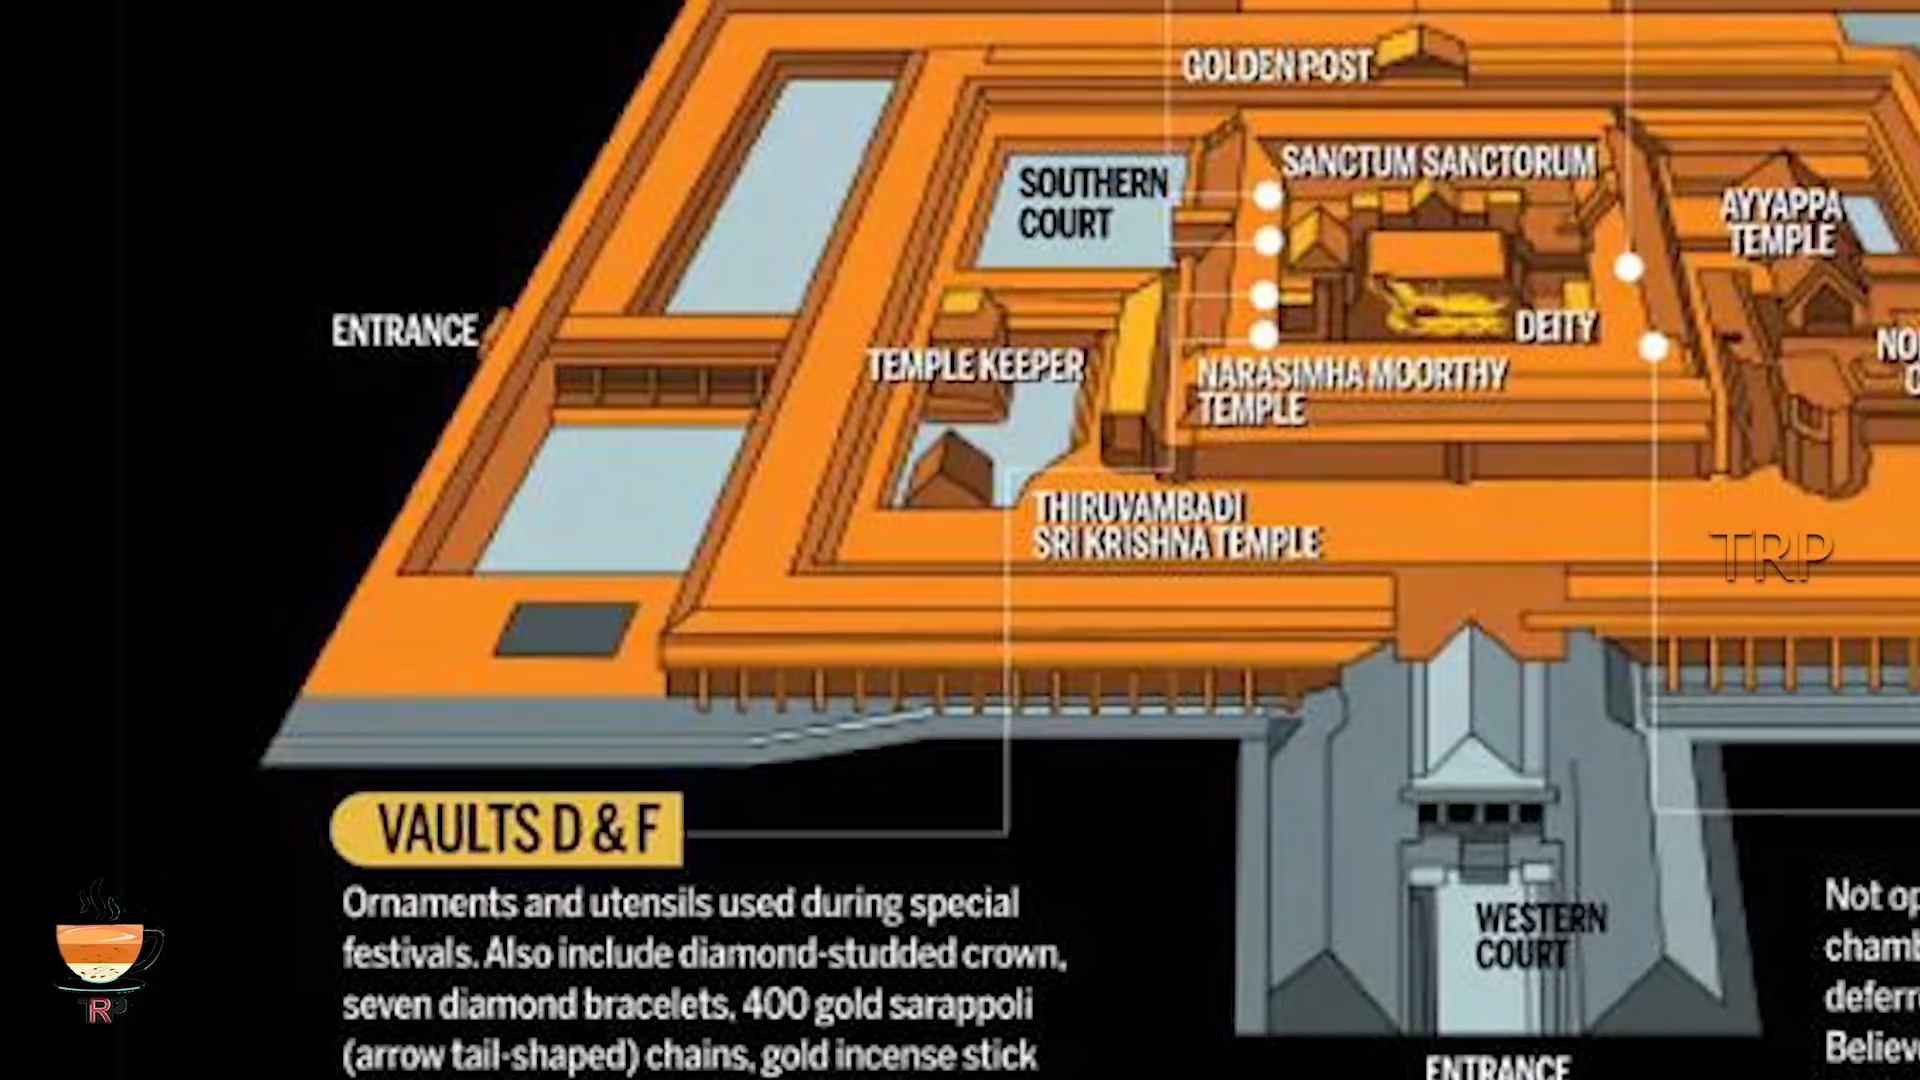 GOLDEN POST
SANCTUM SANCTORUM
SOUTHERN
COURT
AYYAPPA
TEMPLE
ENTRANCE
DEITY
TEMPLE KEEPER
NARASIMHA MOORTHY
TEMPLE
THIRUVAMBADI
SRI KRISHNA TEMPLE
TRP
VAULTS D & F
Ornaments and utensils used during special
festivals. Also include diamond-studded crown,
seven diamond bracelets, 400 gold sarappoli
(arrow tail-shaped) chains, gold incense stick
WESTERN
COURT
ENTRANCE
Not
TRP